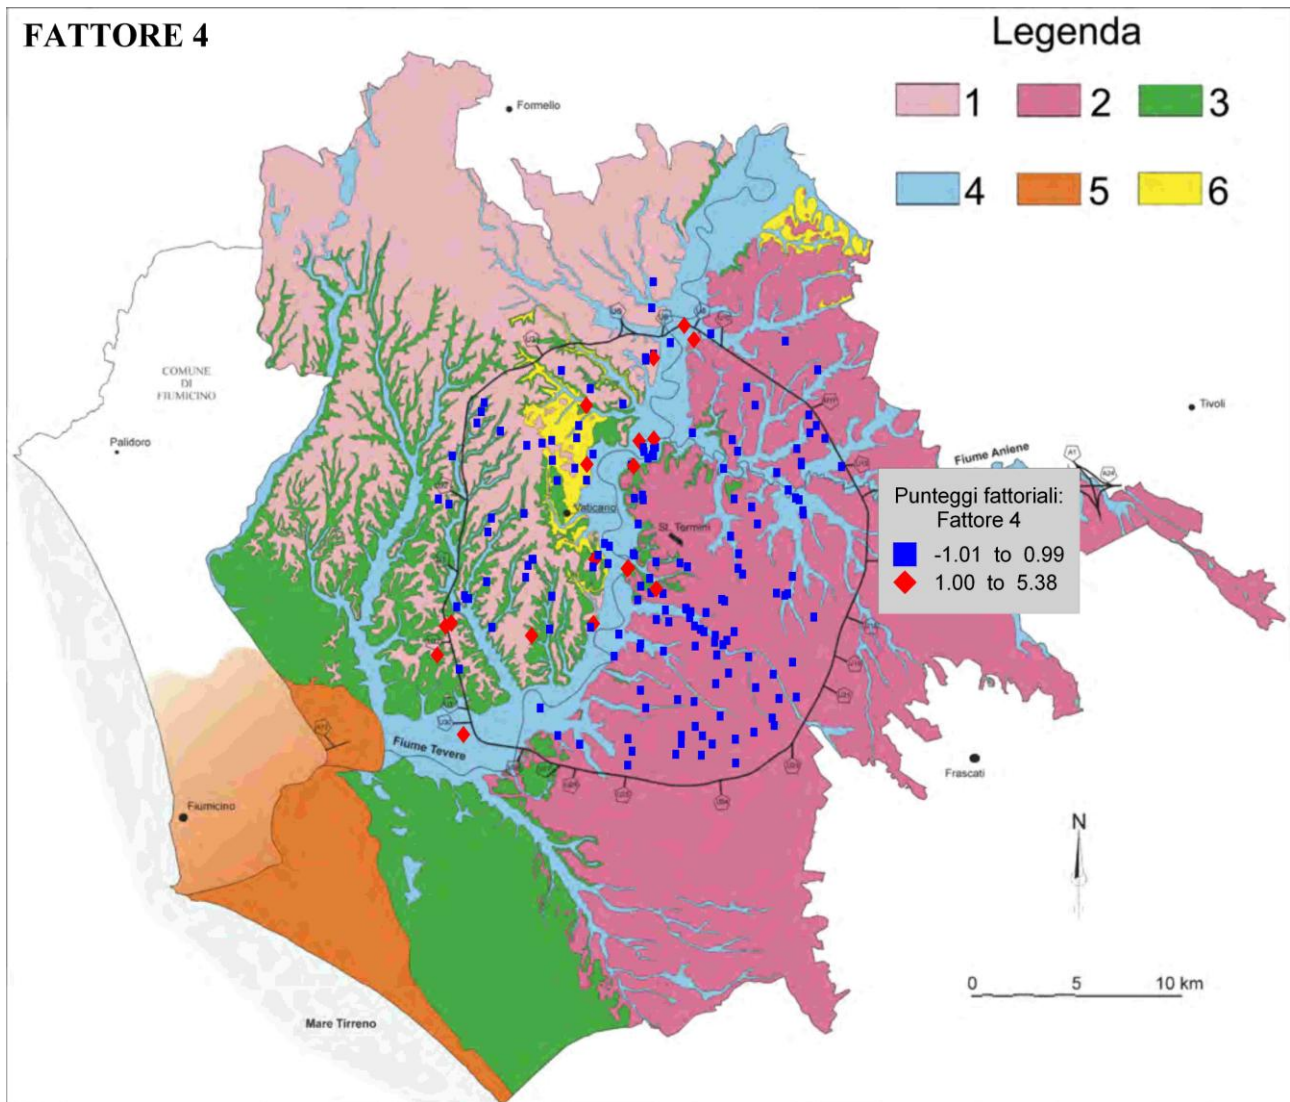 FATTORE 4
Legenda
1 2 3
4 5 6
Formello
COMUNE
DI
FIUMICINO
Palidoro
Tivoli
Fiume Aniene
A1
A24
Vaticano
St. Termini
Punteggi fattoriali:
Fattore 4
-1.01 to 0.99
1.00 to 5.38
Fiume Tevere
Frascati
Fiumicino
N
0 5 10 km
Mare Tirreno